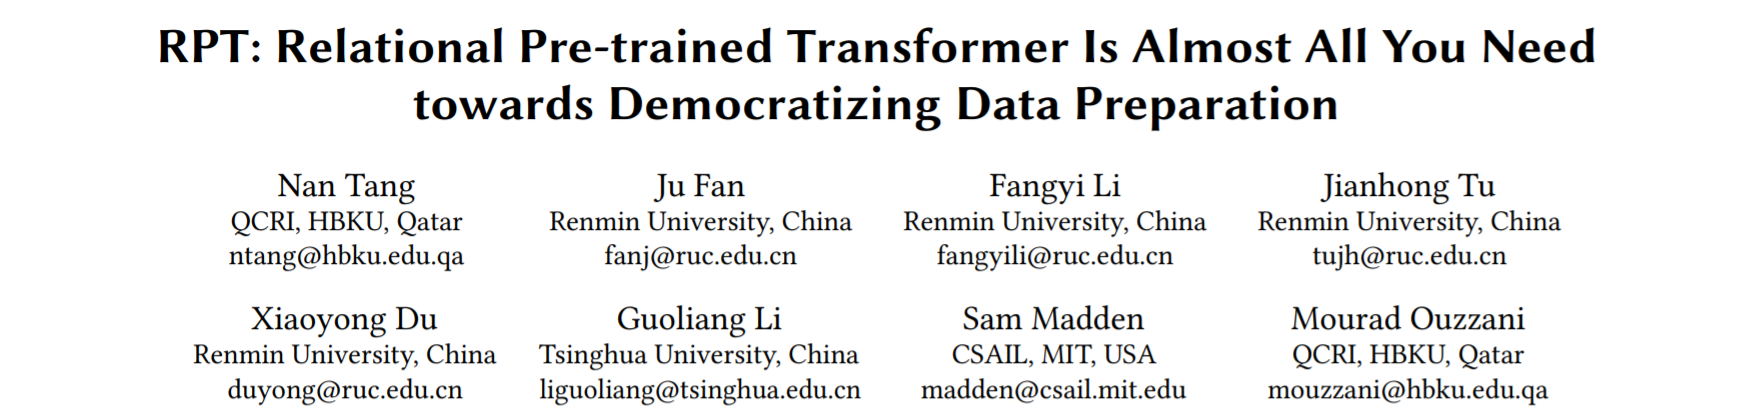 RPT: Relational Pre-trained Transformer Is Almost All You Need
towards Democratizing Data Preparation
Nan Tang
QCRI, HBKU, Qatar
ntang@hbku.edu.qa
Ju Fan
Renmin University, China
fanj@ruc.edu.cn
Fangyi Li
Renmin University, China
fangyili@ruc.edu.cn
Jianhong Tu
Renmin University, China
tujh@ruc.edu.cn
Xiaoyong Du
Renmin University, China
duyong@ruc.edu.cn
Guoliang Li
Tsinghua University, China
liguoliang@tsinghua.edu.cn
Sam Madden
CSAIL, MIT, USA
madden@csail.mit.edu
Mourad Ouzzani
QCRI, HBKU, Qatar
mouzzani@hbku.edu.qa